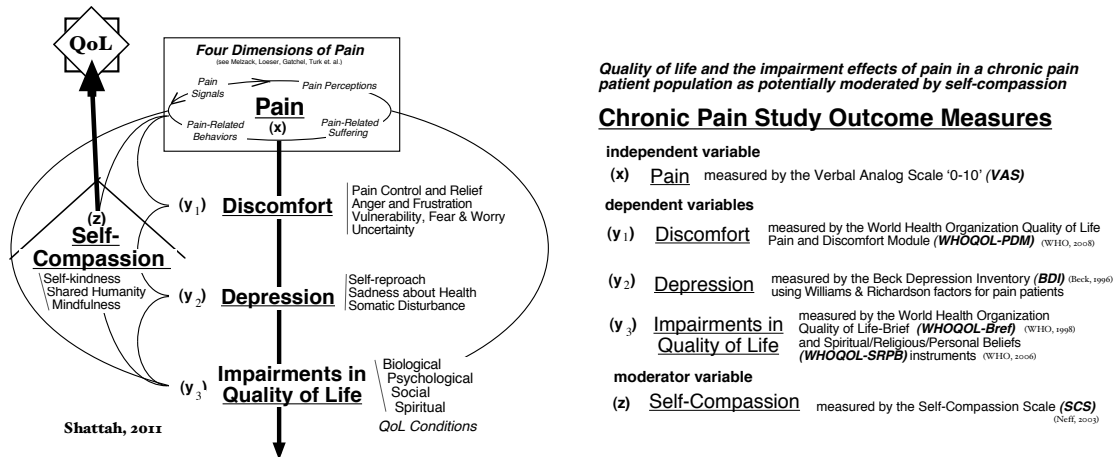 QoL
Four Dimensions of Pain
(see Melzack, Loeser, Gatchel, Turk et. al.)
Pain
Signals
Pain Perceptions
Pain
(x)
Pain-Related
Behaviors
Pain-Related
Suffering
(y1) Discomfort
Pain Control and Relief
Anger and Frustration
Vulnerability, Fear & Worry
Uncertainty
(z)
Self-
Compassion
Self-kindness
Shared Humanity
Mindfulness
(y2) Depression
Self-reproach
Sadness about Health
Somatic Disturbance
(y3) Impairments in
Quality of Life
Biological
Psychological
Social
Spiritual
QoL Conditions
Shattah, 2011
Quality of life and the impairment effects of pain in a chronic pain
patient population as potentially moderated by self-compassion
Chronic Pain Study Outcome Measures
independent variable
(x) Pain measured by the Verbal Analog Scale '0-10' (VAS)
dependent variables
(y1) Discomfort measured by the World Health Organization Quality of Life
Pain and Discomfort Module (WHOQOL-PDM) (WHO, 2008)
(y2) Depression measured by the Beck Depression Inventory (BDI) (Beck, 1996)
using Williams & Richardson factors for pain patients
(y3) Impairments in measured by the World Health Organization
Quality of Life Quality of Life-Brief (WHOQOL-Bref) (WHO, 1998)
and Spiritual/Religious/Personal Beliefs
(WHOQOL-SRPB) instruments (WHO, 2006)
moderator variable
(z) Self-Compassion measured by the Self-Compassion Scale (SCS)
(Neff, 2003)